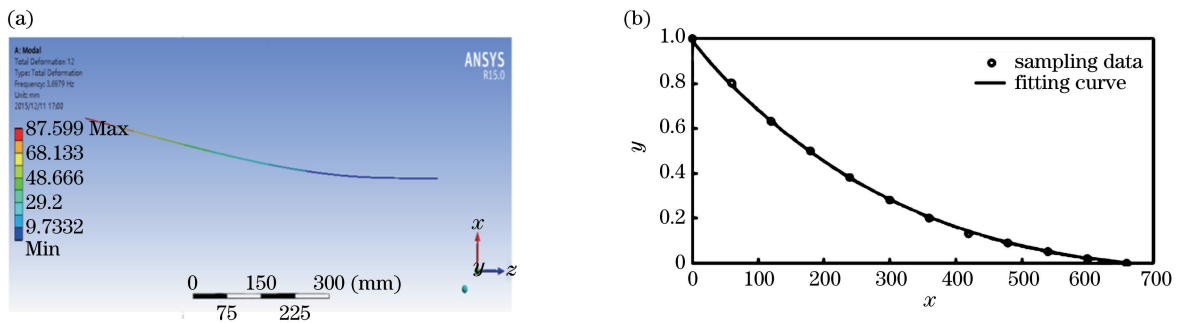 (a)
A: Modal
Total Deformation 12
Type: Total Deformation
Frequency: 3.6979 Hz
Unit: mm
2015/12/11 17:00
ANSYS
R15.0
87.599 Max
68.133
48.666
29.2
9.7332
Min
x
y z
0 150 300 (mm)
75 225
(b)
1.0
0.8
0.6
0.4
0.2
0
y
sampling data
fitting curve
0 100 200 300 400 500 600 700
x